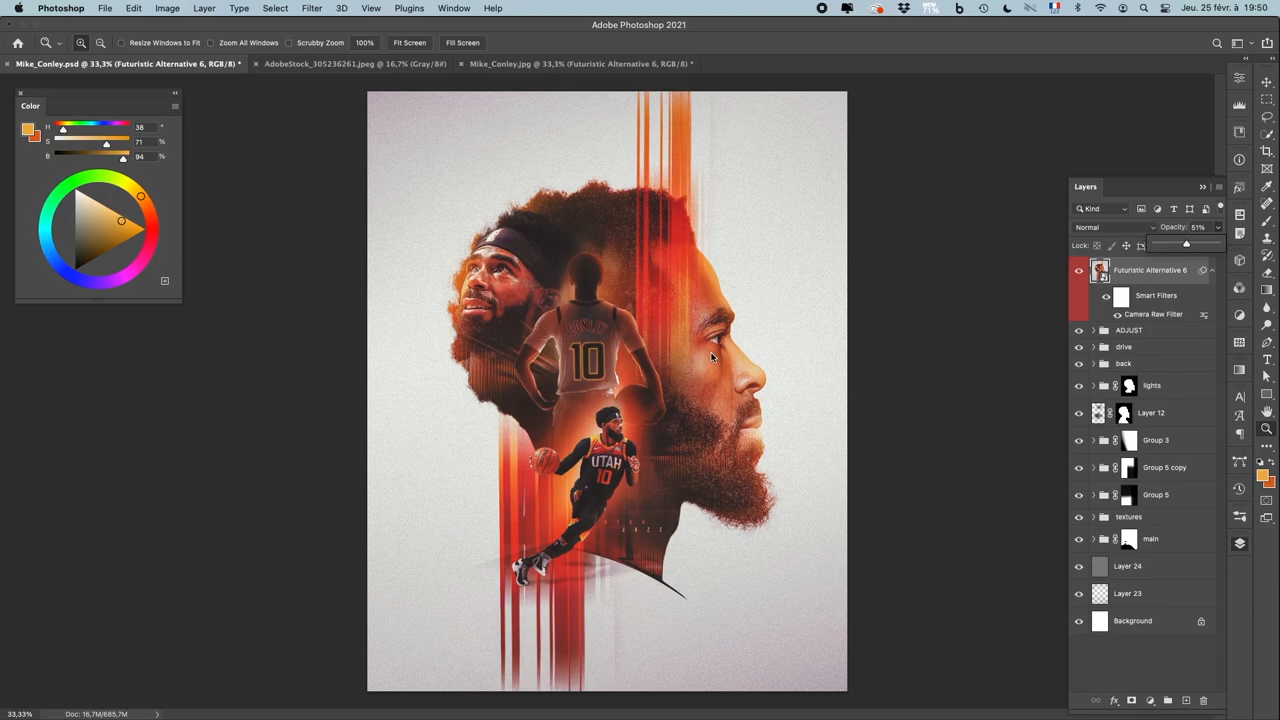 Photoshop File Edit Image Layer Type Select Filter 3D View Plugins Window Help MEM 71% Jeu. 25 févr. à 19:50
Adobe Photoshop 2021
Resize Windows to Fit Zoom All Windows Scrubby Zoom 100% Fit Screen Fill Screen
Mike_Conley.psd @ 33,3% (Futuristic Alternative 6, RGB/8) * AdobeStock_305236261.jpeg @ 16,7% (Gray/8#) Mike_Conley.jpg @ 33,3% (Futuristic Alternative 6, RGB/8) *
Color
H 38 °
S 71 %
B 94 %
CONLEY
10
UTAH
10
UTAH
JAZZ
Layers
Kind
Normal Opacity: 51%
Lock:
Futuristic Alternative 6
Smart Filters
Camera Raw Filter
ADJUST
drive
back
lights
Layer 12
Group 3
Group 5 copy
Group 5
textures
main
Layer 24
Layer 23
Background
fx
33,33% Doc: 16,7M/685,7M